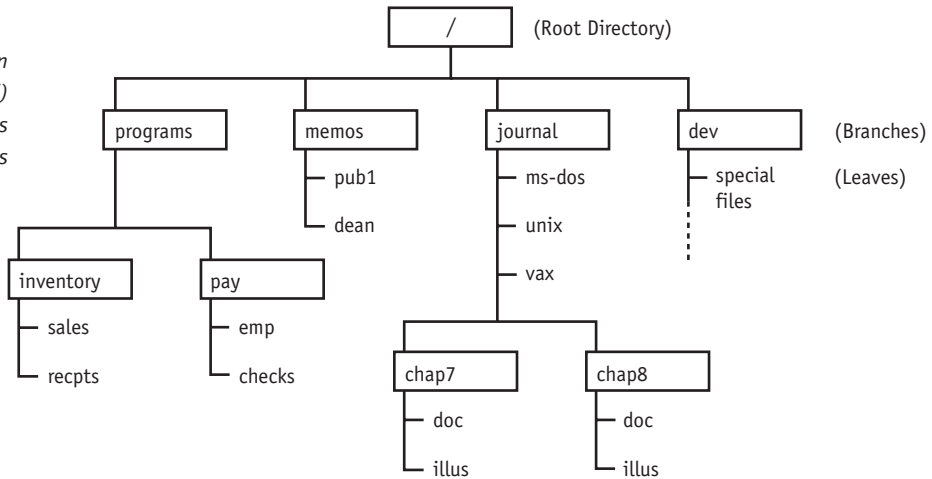 /
(Root Directory)
programs
memos
journal
dev
(Branches)
pub1
ms-dos
special
files
(Leaves)
dean
unix
vax
inventory
pay
sales
emp
recpts
checks
chap7
chap8
doc
doc
illus
illus